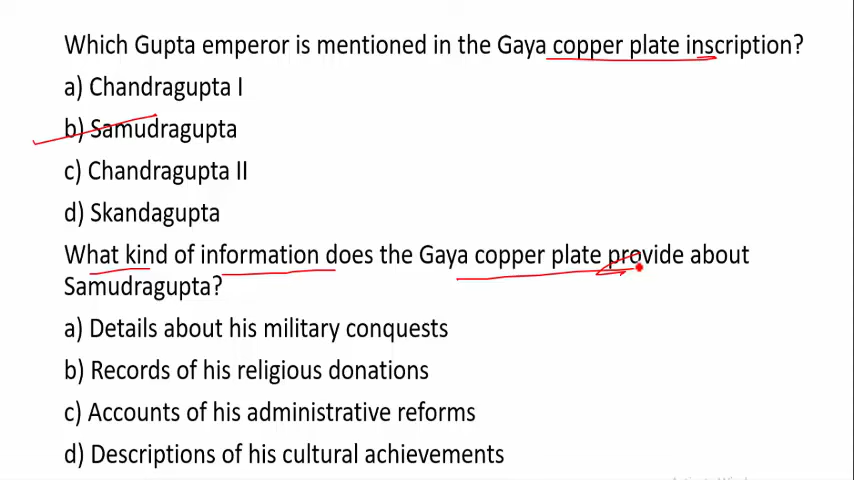 Which Gupta emperor is mentioned in the Gaya copper plate inscription?
a) Chandragupta I
b) Samudragupta
c) Chandragupta II
d) Skandagupta
What kind of information does the Gaya copper plate provide about
Samudragupta?
a) Details about his military conquests
b) Records of his religious donations
c) Accounts of his administrative reforms
d) Descriptions of his cultural achievements